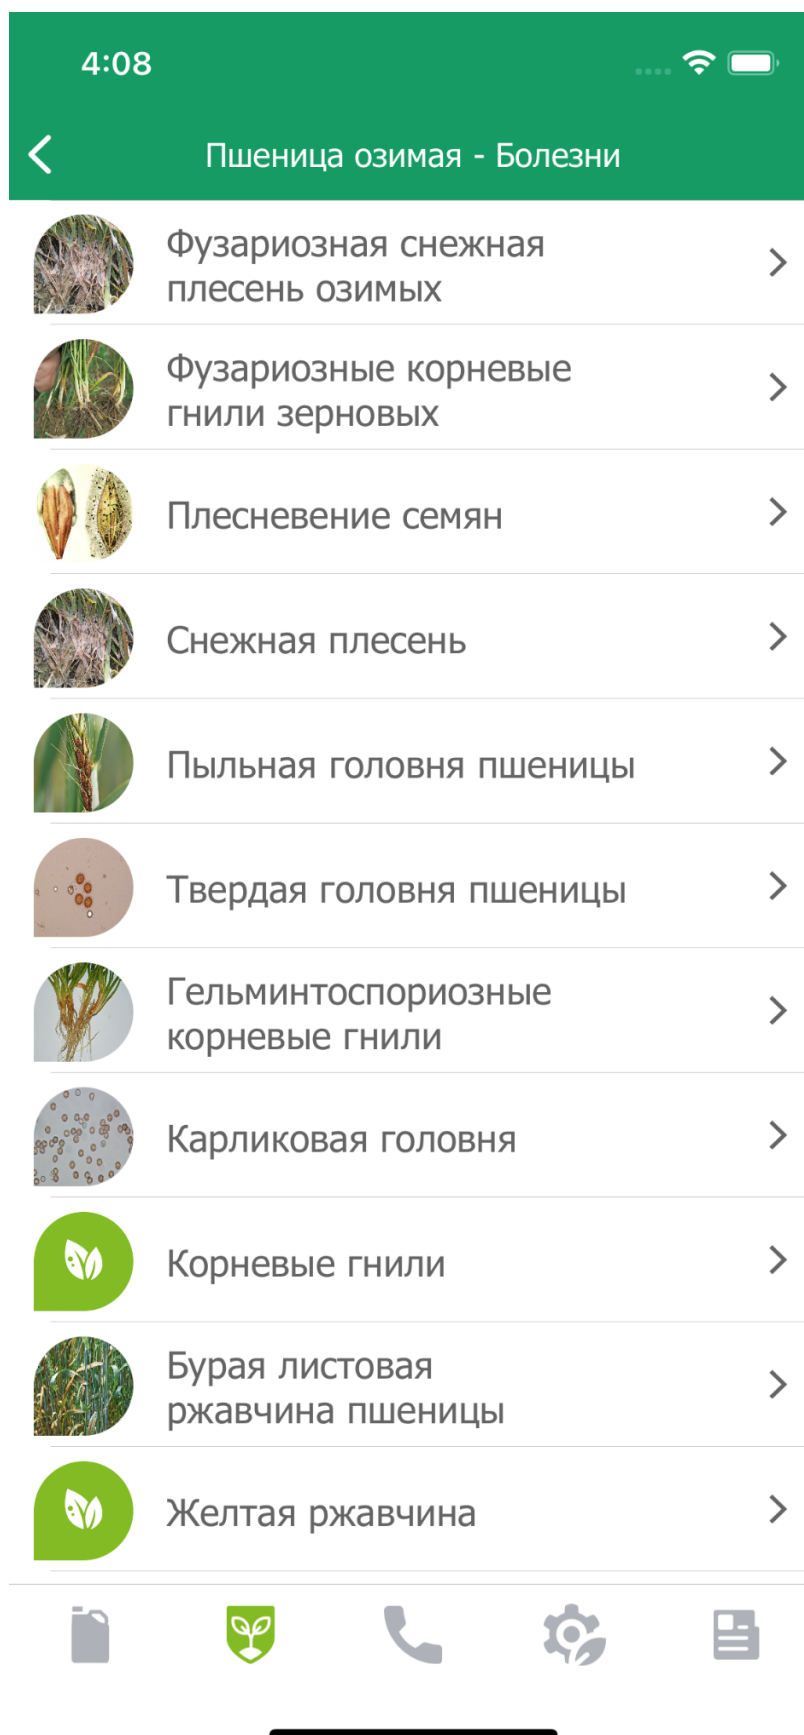 4:08
Пшеница озимая - Болезни
Фузариозная снежная
плесень озимых
Фузариозные корневые
гнили зерновых
Плесневение семян
Снежная плесень
Пыльная головня пшеницы
Твердая головня пшеницы
Гельминтоспориозные
корневые гнили
Карликовая головня
Корневые гнили
Бурая листовая
ржавчина пшеницы
Желтая ржавчина